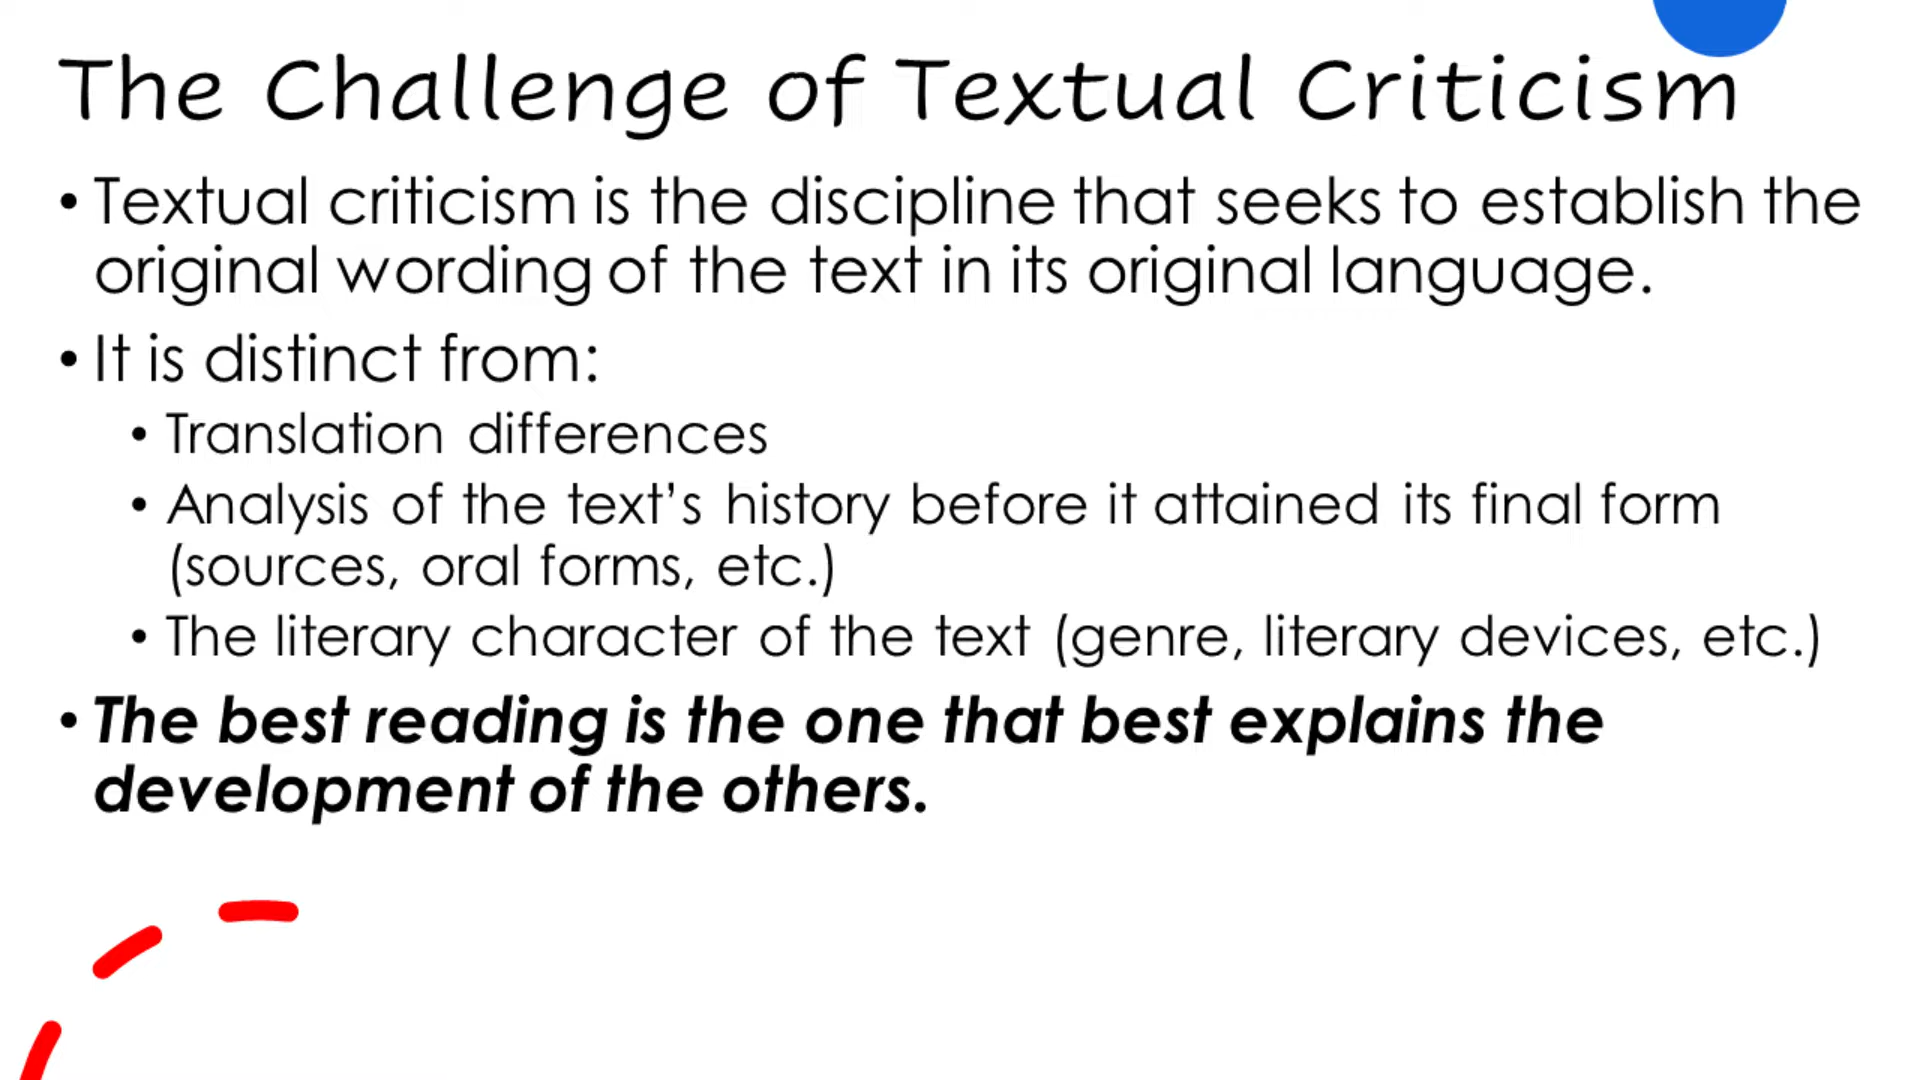 The Challenge of Textual Criticism
• Textual criticism is the discipline that seeks to establish the
original wording of the text in its original language.
• It is distinct from:
• Translation differences
• Analysis of the text’s history before it attained its final form
(sources, oral forms, etc.)
• The literary character of the text (genre, literary devices, etc.)
• The best reading is the one that best explains the
development of the others.